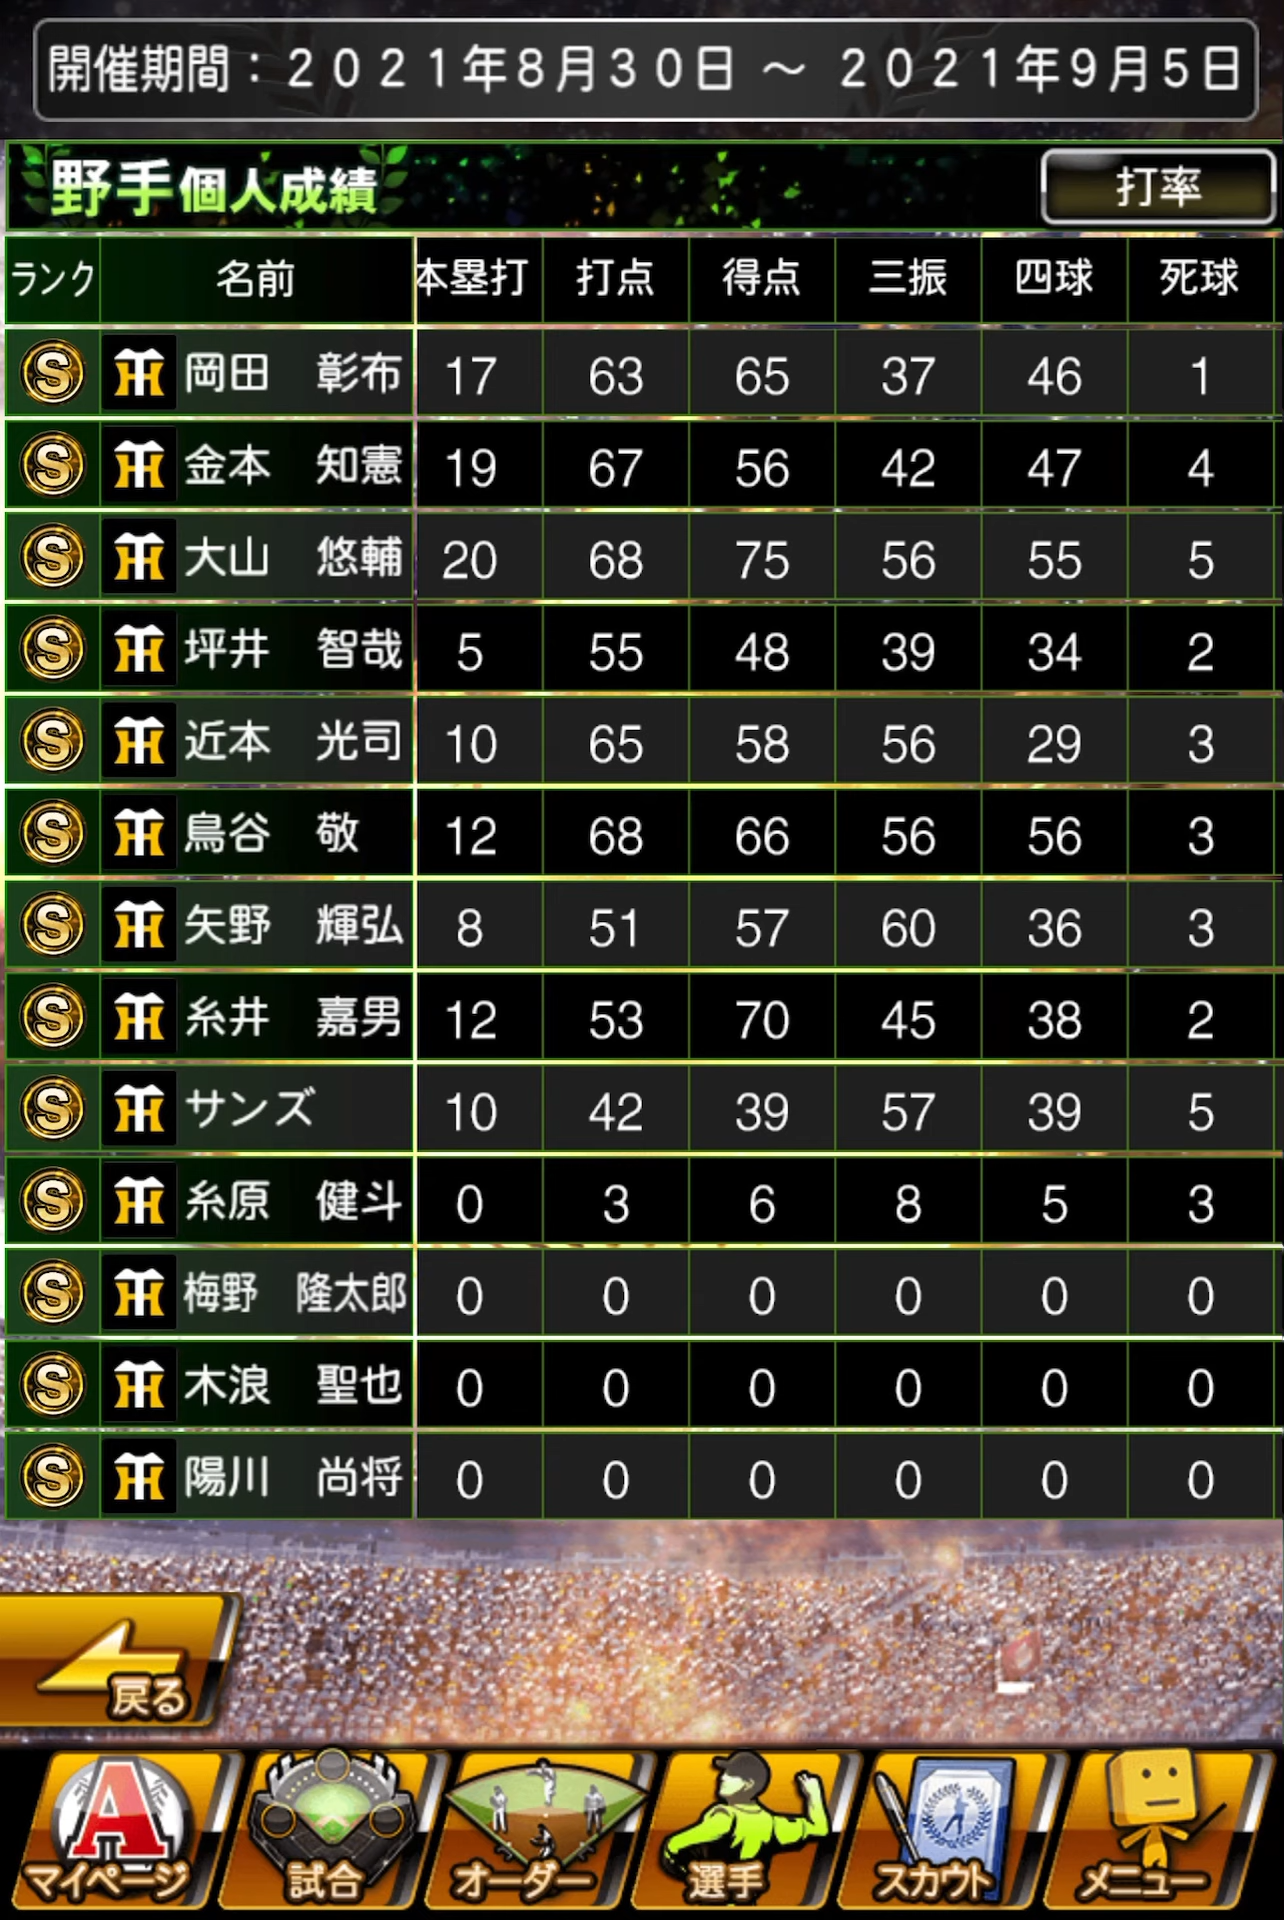 開催期間：２０２１年８月３０日 ～ ２０２１年９月５日
野手個人成績 打率
ランク 名前 本塁打 打点 得点 三振 四球 死球
S 岡田 彰布 17 63 65 37 46 1
S 金本 知憲 19 67 56 42 47 4
S 大山 悠輔 20 68 75 56 55 5
S 坪井 智哉 5 55 48 39 34 2
S 近本 光司 10 65 58 56 29 3
S 鳥谷 敬 12 68 66 56 56 3
S 矢野 輝弘 8 51 57 60 36 3
S 糸井 嘉男 12 53 70 45 38 2
S サンズ 10 42 39 57 39 5
S 糸原 健斗 0 3 6 8 5 3
S 梅野 隆太郎 0 0 0 0 0 0
S 木浪 聖也 0 0 0 0 0 0
S 陽川 尚将 0 0 0 0 0 0
戻る
A
マイページ 試合 オーダー 選手 スカウト メニュー